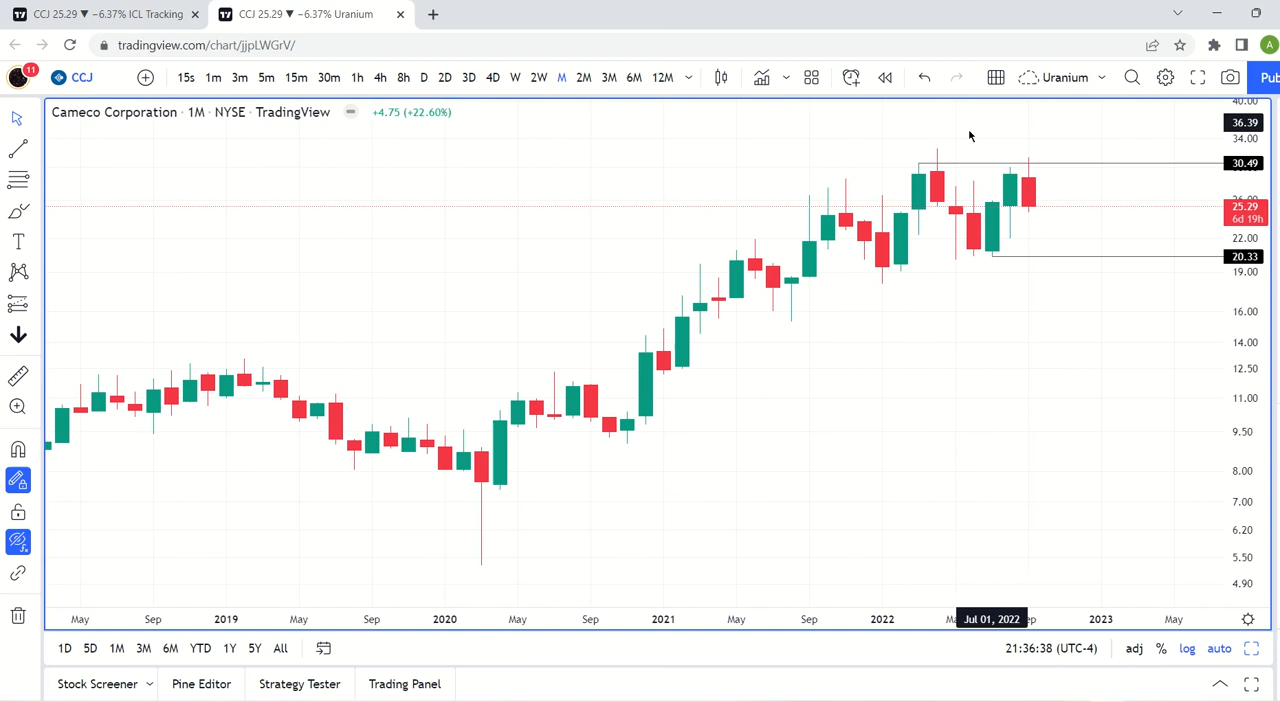 CCJ 25.29 ▼ −6.37% ICL Tracking
CCJ 25.29 ▼ −6.37% Uranium
tradingview.com/chart/jjpLWGrV/
A
11
CCJ
15s 1m 3m 5m 15m 30m 1h 4h 8h D 2D 3D 4D W 2W M 2M 3M 6M 12M
Uranium
Pub
Cameco Corporation · 1M · NYSE · TradingView
+4.75 (+22.60%)
40.00
36.39
34.00
30.49
26.00
25.29
6d 19h
22.00
20.33
19.00
16.00
14.00
12.50
11.00
9.50
8.00
7.00
6.20
5.50
4.90
May Sep 2019 May Sep 2020 May Sep 2021 May Sep 2022 Jul 01, 2022 2023 May
1D 5D 1M 3M 6M YTD 1Y 5Y All
21:36:38 (UTC-4)
adj % log auto
Stock Screener
Pine Editor
Strategy Tester
Trading Panel